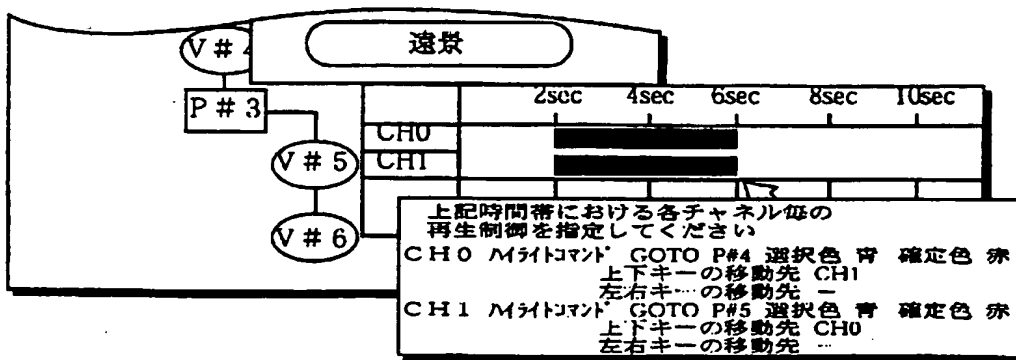 遠景
V # 4
P # 3
V # 5
V # 6
2sec 4sec 6sec 8sec 10sec
CH0
CH1
上記時間帯における各チャネル毎の
再生制御を指定してください
CH0 ハイライトコマンド GOTO P#4 選択色 青 確定色 赤
上下キーの移動先 CH1
左右キーの移動先 ー
CH1 ハイライトコマンド GOTO P#5 選択色 青 確定色 赤
上下キーの移動先 CH0
左右キーの移動先 …